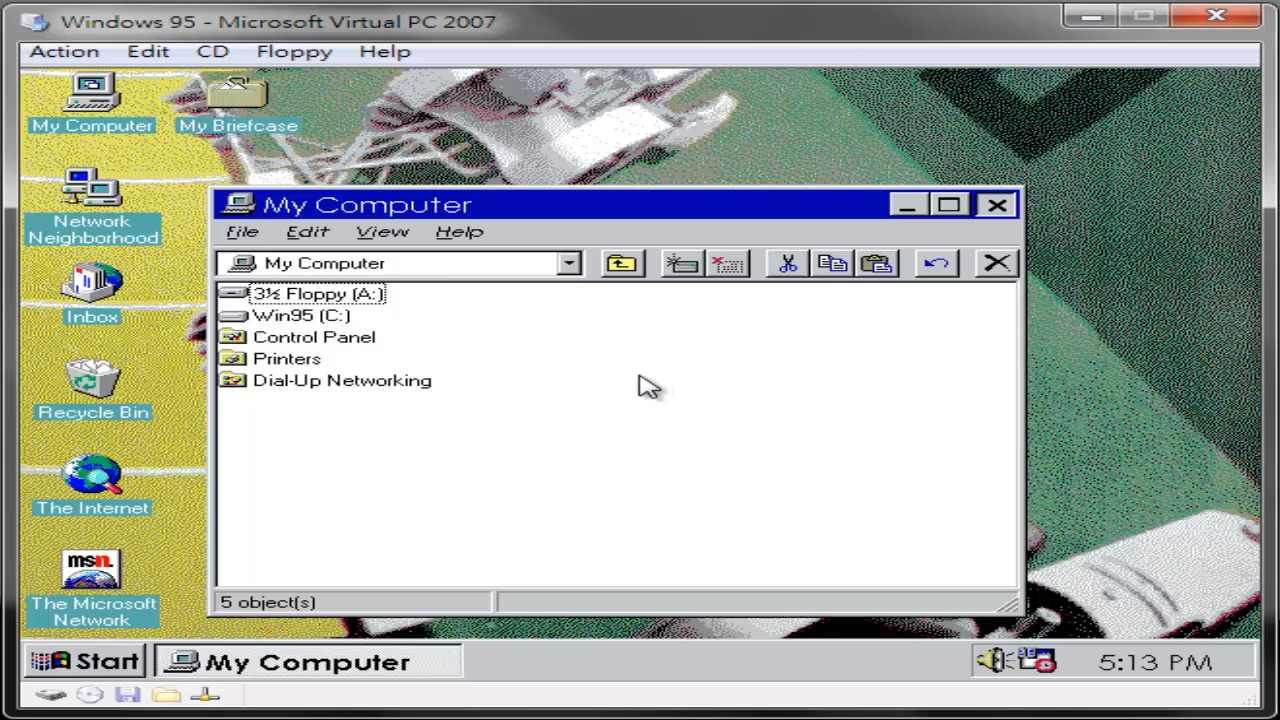 Windows 95 - Microsoft Virtual PC 2007
Action Edit CD Floppy Help
My Computer
My Briefcase
Network
Neighborhood
Inbox
Recycle Bin
The Internet
msn
The Microsoft
Network
My Computer
File Edit View Help
My Computer
3½ Floppy (A:)
Win95 (C:)
Control Panel
Printers
Dial-Up Networking
5 object(s)
Start
My Computer
5:13 PM